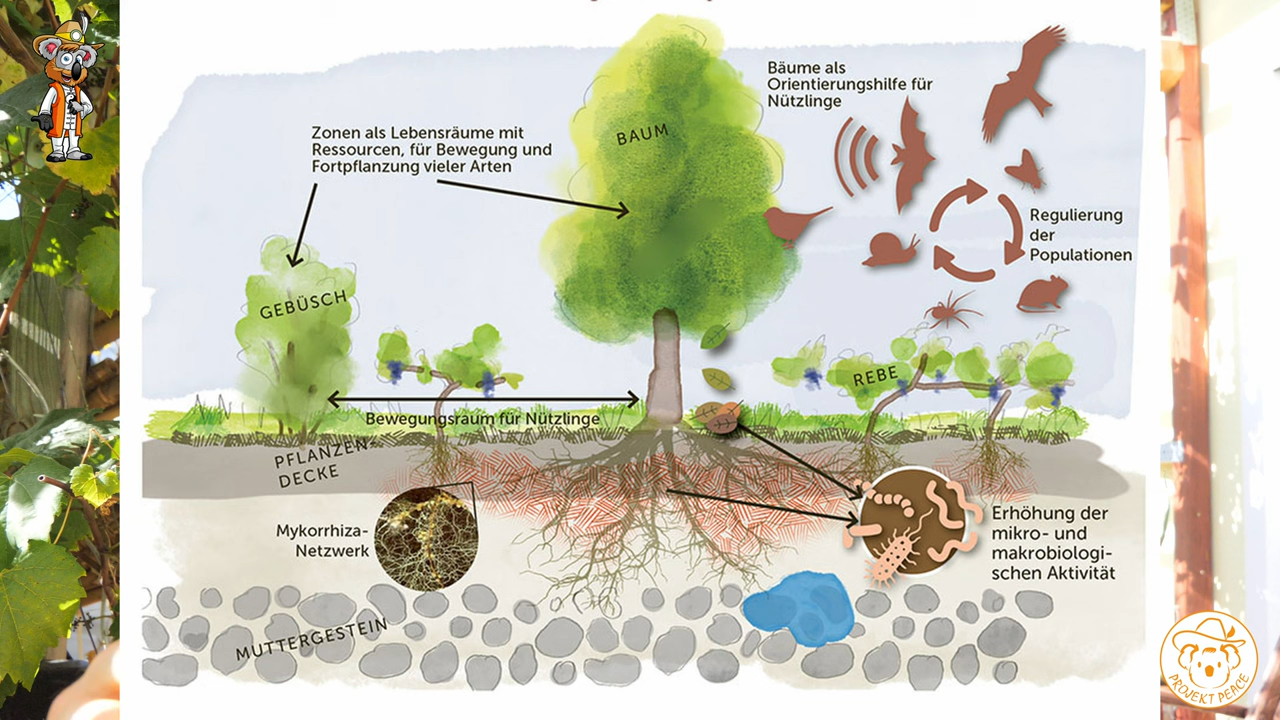 Bäume als
Orientierungshilfe für
Nützlinge
Zonen als Lebensräume mit
Ressourcen, für Bewegung und
Fortpflanzung vieler Arten
BAUM
Regulierung
der
Populationen
GEBÜSCH
REBE
Bewegungsraum für Nützlinge
PFLANZEN-
DECKE
Mykorrhiza-
Netzwerk
Erhöhung der
mikro- und
makrobiologi-
schen Aktivität
MUTTERGESTEIN
PROJEKT PEACE